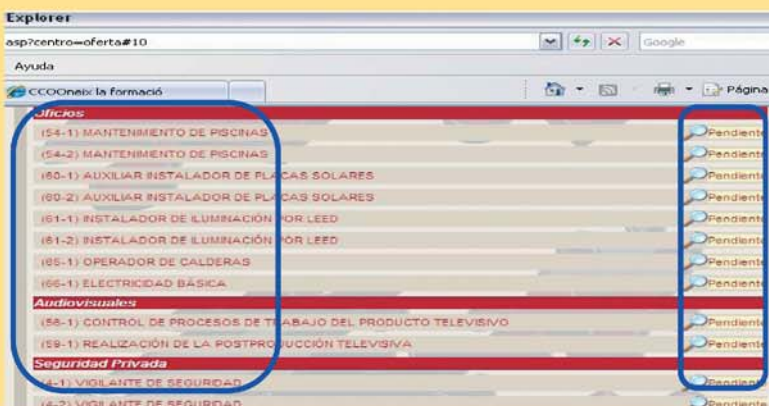 Explorer
asp?centro=oferta#10
Google
Ayuda
CCOOneix la formació
Página
Oficios
(54-1) MANTENIMIENTO DE PISCINAS Pendiente
(54-2) MANTENIMIENTO DE PISCINAS Pendiente
(60-1) AUXILIAR INSTALADOR DE PLACAS SOLARES Pendiente
(60-2) AUXILIAR INSTALADOR DE PLACAS SOLARES Pendiente
(61-1) INSTALADOR DE ILUMINACIÓN POR LEED Pendiente
(61-2) INSTALADOR DE ILUMINACIÓN POR LEED Pendiente
(65-1) OPERADOR DE CALDERAS Pendiente
(66-1) ELECTRICIDAD BÁSICA Pendiente
Audiovisuales
(58-1) CONTROL DE PROCESOS DE TRABAJO DEL PRODUCTO TELEVISIVO Pendiente
(59-1) REALIZACIÓN DE LA POSTPRODUCCIÓN TELEVISIVA Pendiente
Seguridad Privada
(4-1) VIGILANTE DE SEGURIDAD Pendiente
(4-2) VIGILANTE DE SEGURIDAD Pendiente